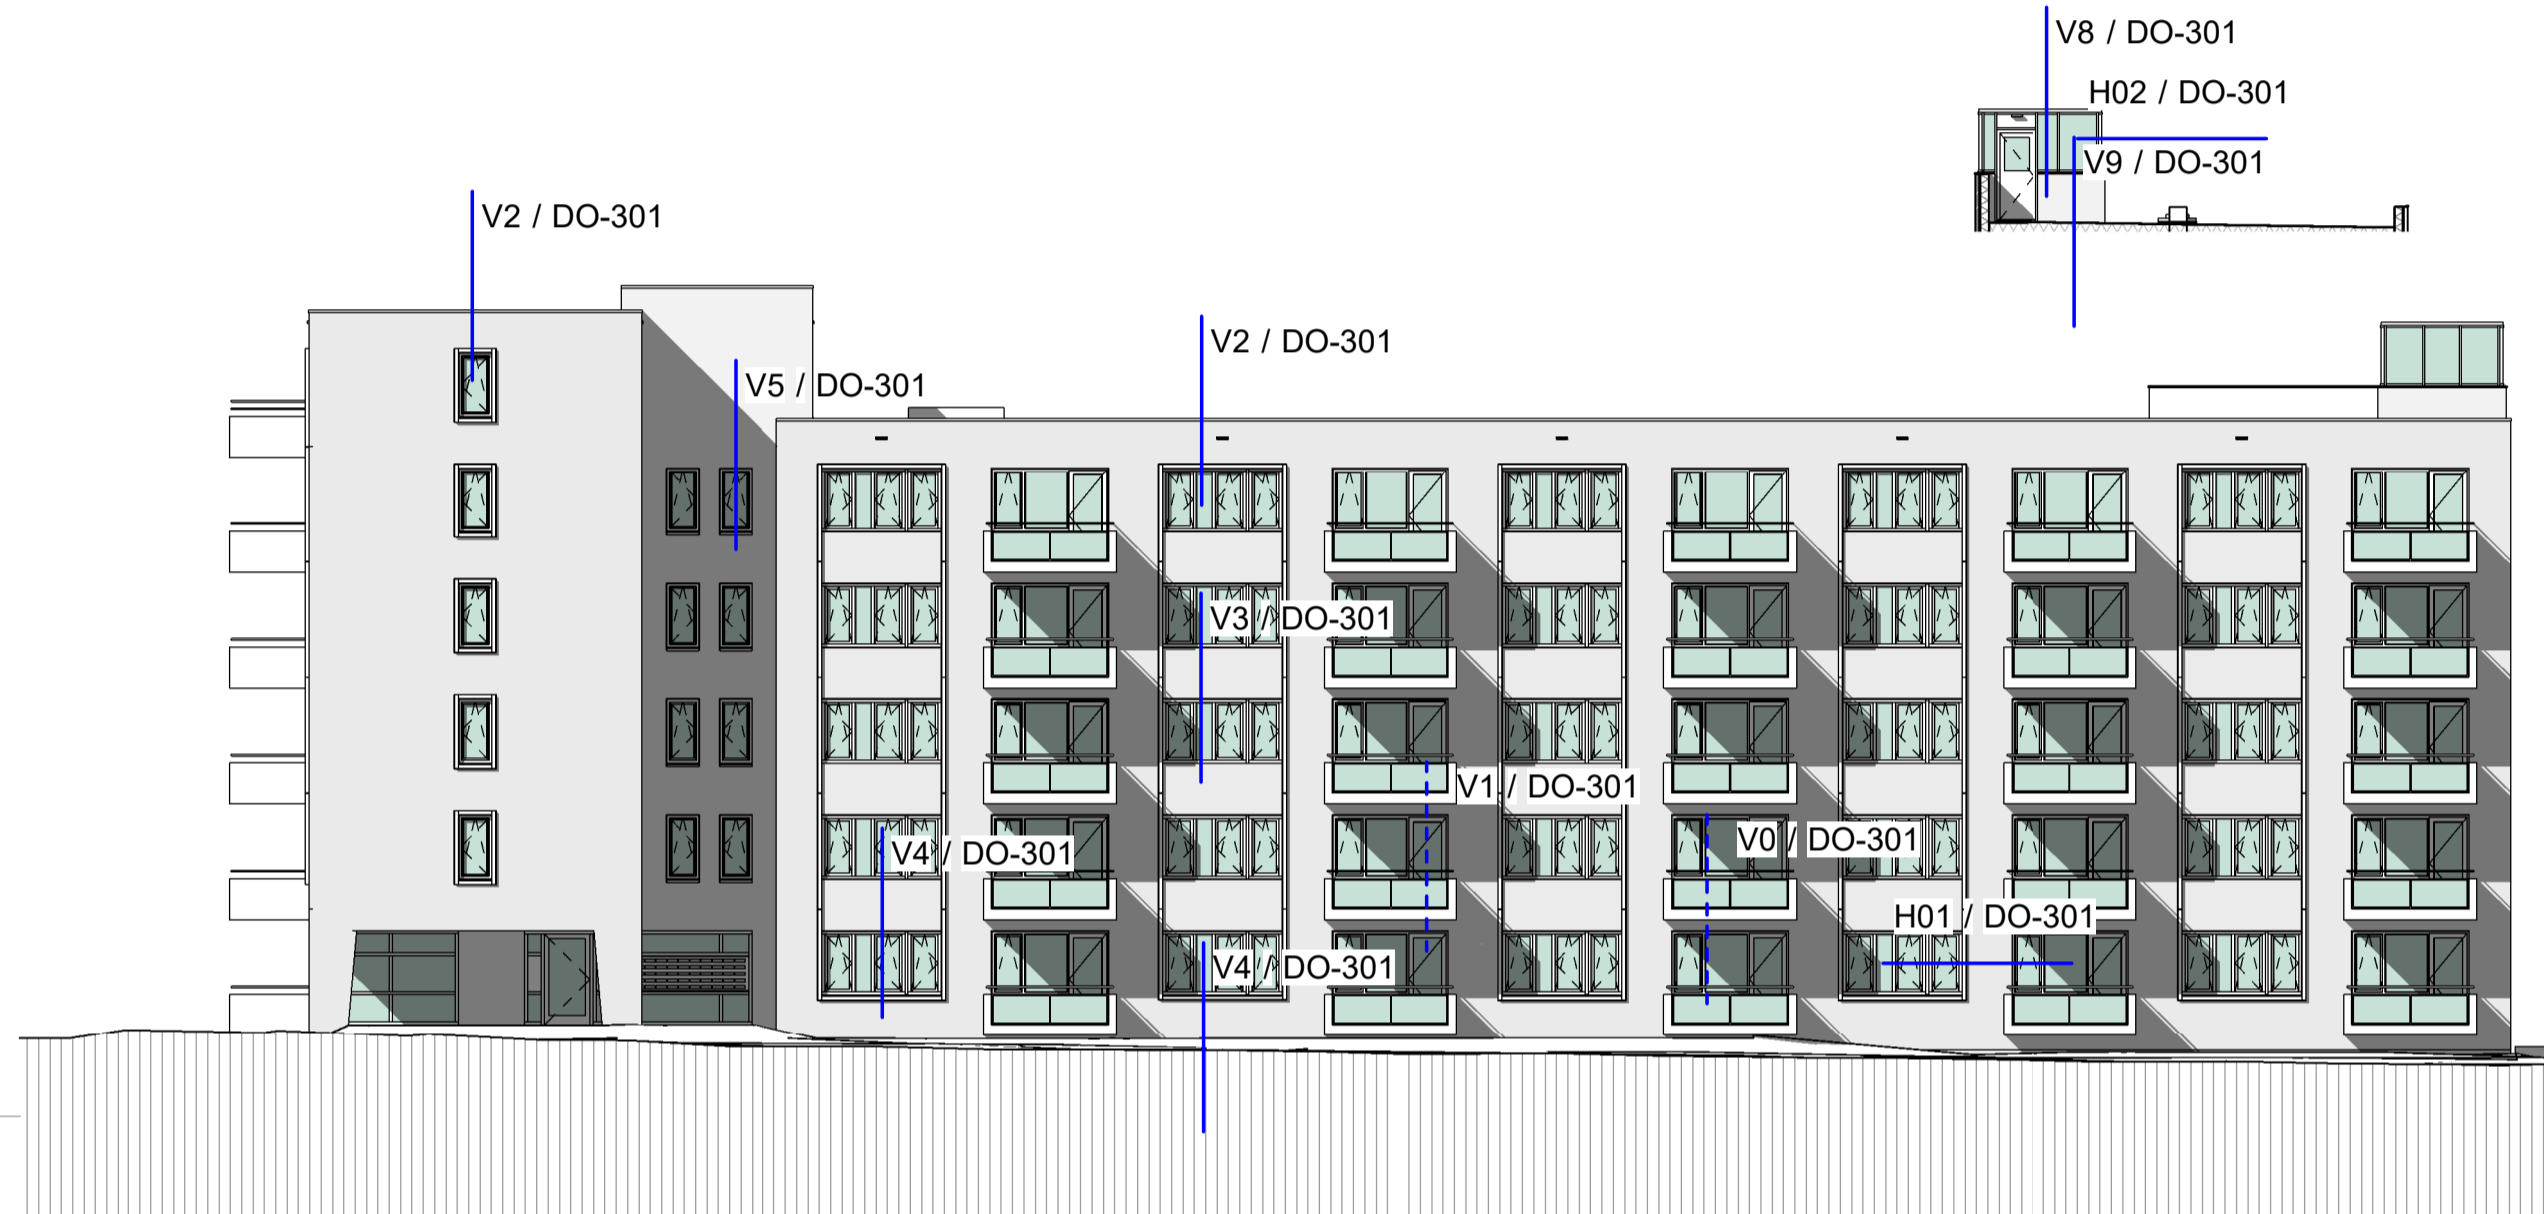 V8 / DO-301
H02 / DO-301
V9 / DO-301
V2 / DO-301
V2 / DO-301
V5 / DO-301
V3 / DO-301
V1 / DO-301
V0 / DO-301
V4 / DO-301
H01 / DO-301
V4 / DO-301